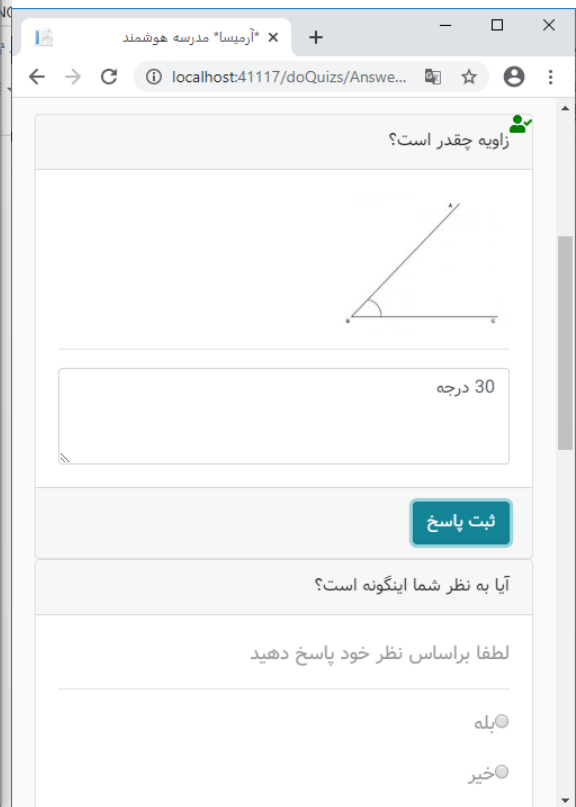 *آرمیسا* مدرسه هوشمند
localhost:41117/doQuizs/Answe...
زاویه چقدر است؟
A
B
C
30 درجه
ثبت پاسخ
آیا به نظر شما اینگونه است؟
لطفا براساس نظر خود پاسخ دهید
بله
خیر